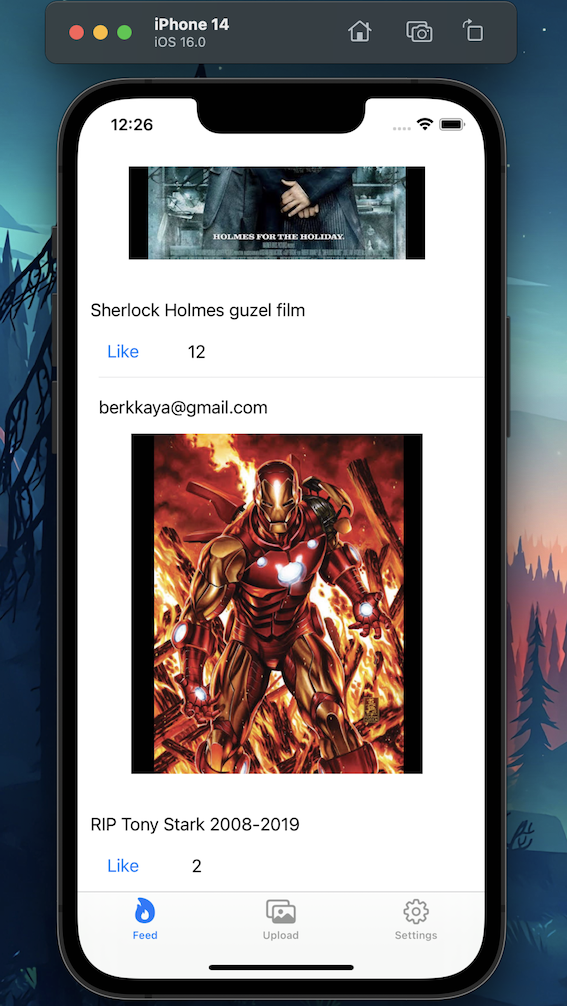 iPhone 14
iOS 16.0
12:26
HOLMES FOR THE HOLIDAY.
Sherlock Holmes guzel film
Like 12
berkkaya@gmail.com
RIP Tony Stark 2008-2019
Like 2
Feed Upload Settings